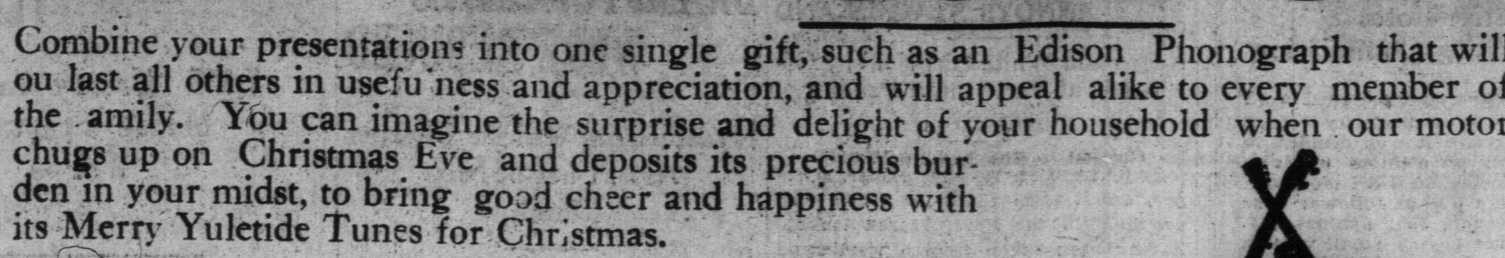 Combine your presentations into one single gift, such as an Edison Phonograph that will
ou last all others in usefu ness and appreciation, and will appeal alike to every member of
the amily. You can imagine the surprise and delight of your household when our motor
chugs up on Christmas Eve and deposits its precious bur-
den in your midst, to bring good cheer and happiness with
its Merry Yuletide Tunes for Christmas.